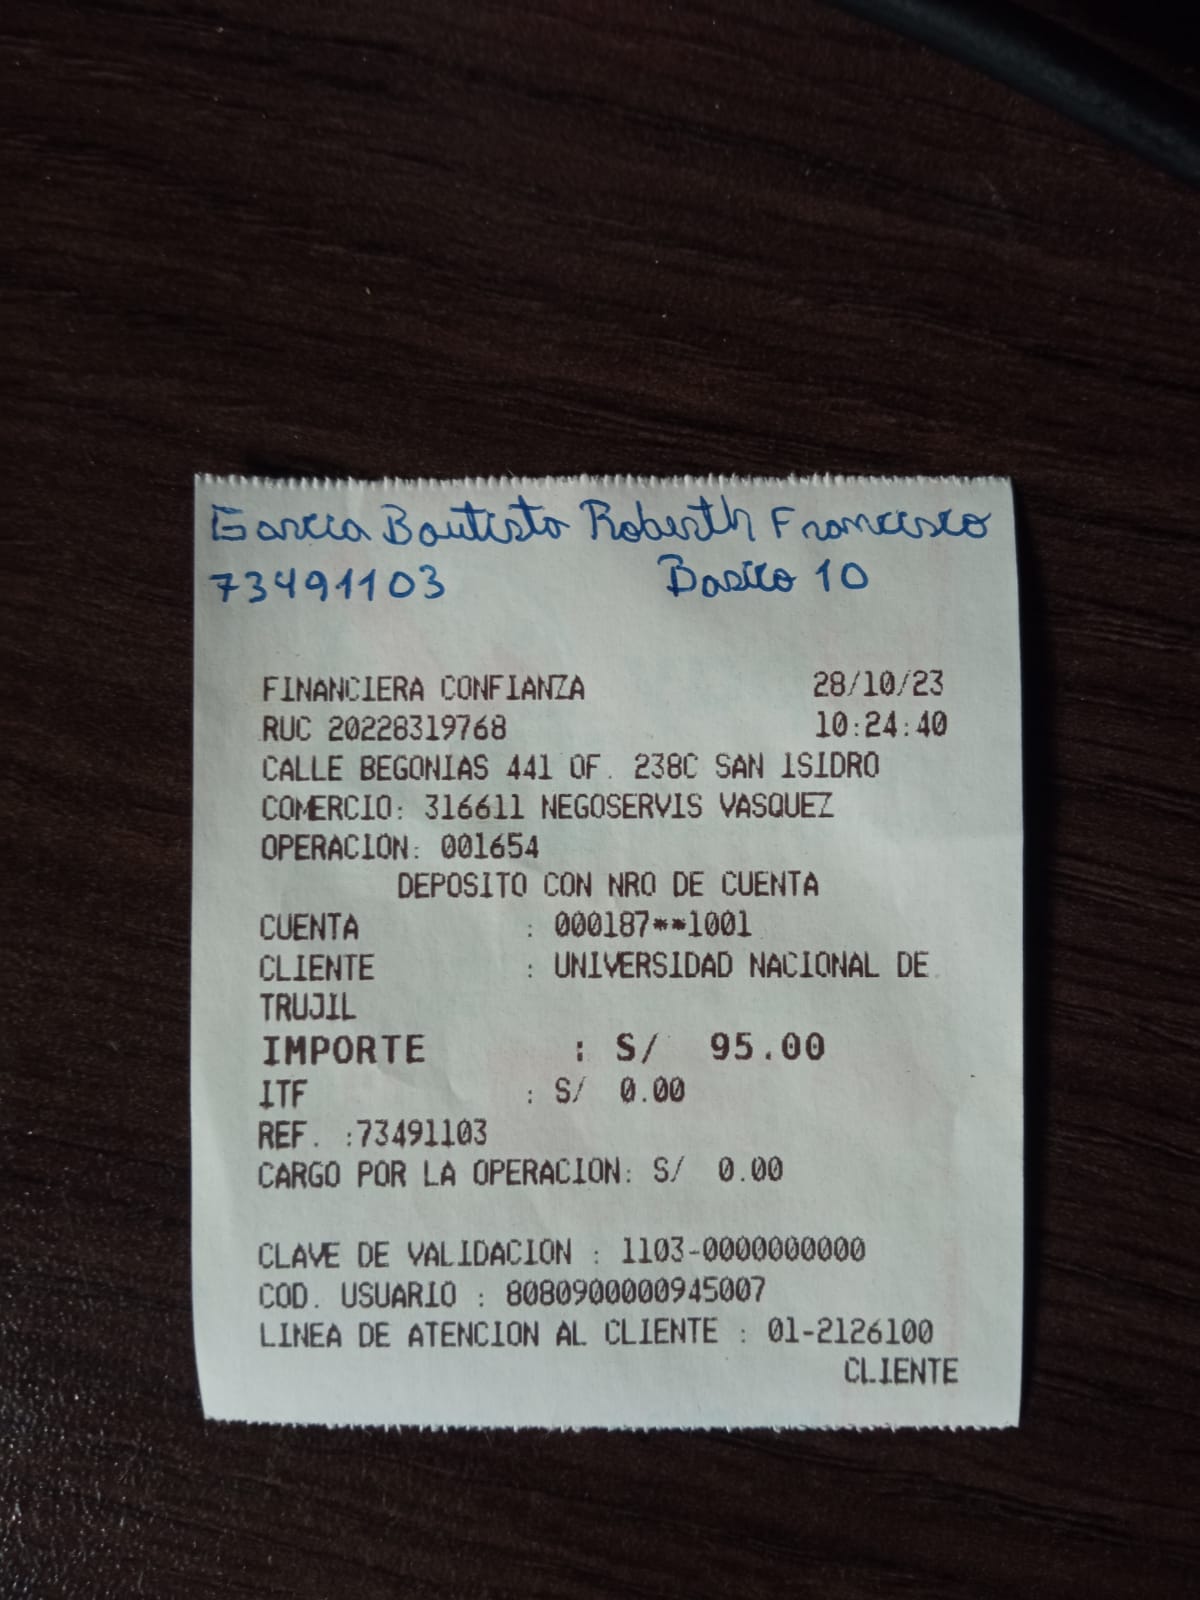 Garcia Bautista Roberth Francisco
73491103 Basico 10
FINANCIERA CONFIANZA 28/10/23
RUC 20228319768 10:24:40
CALLE BEGONIAS 441 OF. 238C SAN ISIDRO
COMERCIO: 316611 NEGOSERVIS VASQUEZ
OPERACION: 001654
DEPOSITO CON NRO DE CUENTA
CUENTA : 000187**1001
CLIENTE : UNIVERSIDAD NACIONAL DE
TRUJIL
IMPORTE : S/ 95.00
ITF : S/ 0.00
REF. :73491103
CARGO POR LA OPERACION: S/ 0.00
CLAVE DE VALIDACION : 1103-0000000000
COD. USUARIO : 8080900000945007
LINEA DE ATENCION AL CLIENTE : 01-2126100
CLIENTE